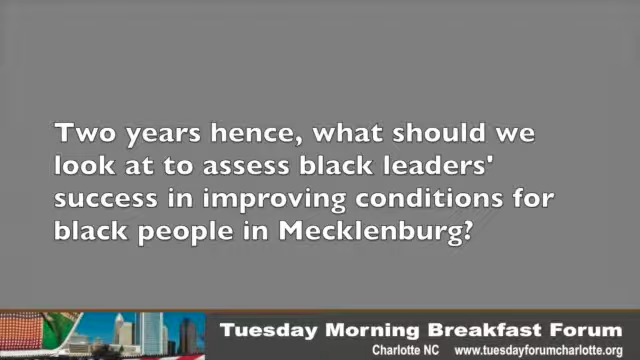 Two years hence, what should we
look at to assess black leaders'
success in improving conditions for
black people in Mecklenburg?
Tuesday Morning Breakfast Forum
Charlotte NC www.tuesdayforumcharlotte.org